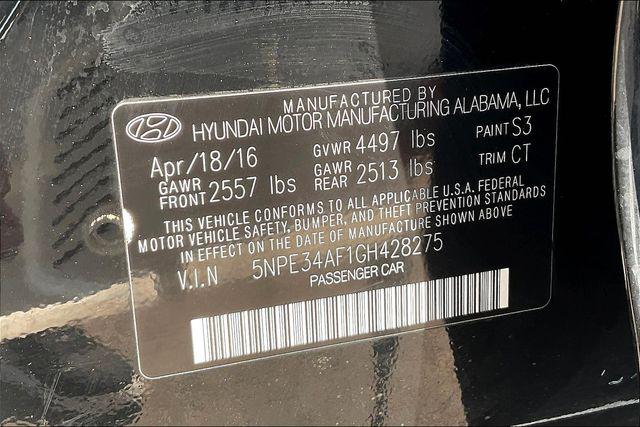 MANUFACTURED BY
HYUNDAI MOTOR MANUFACTURING ALABAMA, LLC
Apr/18/16 GVWR 4497 lbs PAINT S3
GAWR FRONT 2557 lbs GAWR REAR 2513 lbs TRIM CT
THIS VEHICLE CONFORMS TO ALL APPLICABLE U.S.A. FEDERAL
MOTOR VEHICLE SAFETY, BUMPER, AND THEFT PREVENTION STANDARDS
IN EFFECT ON THE DATE OF MANUFACTURE SHOWN ABOVE
V.I.N 5NPE34AF1GH428275
PASSENGER CAR